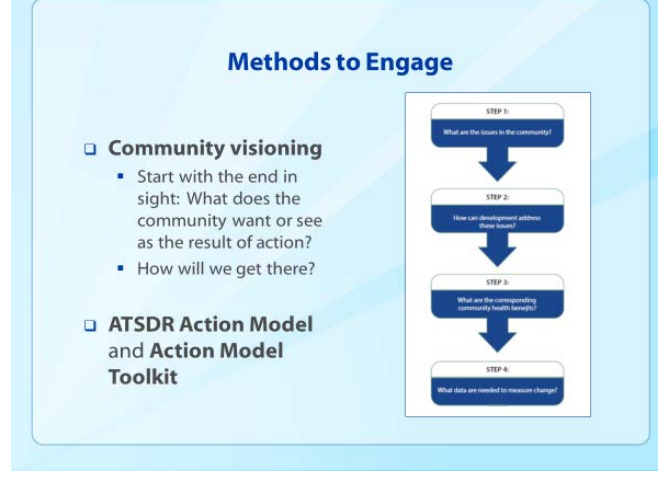 Methods to Engage
Community visioning
Start with the end in
sight: What does the
community want or see
as the result of action?
How will we get there?
ATSDR Action Model
and Action Model
Toolkit
STEP 1:
What are the issues in the community?
STEP 2:
How can development address
these issues?
STEP 3:
What are the corresponding
community health benefits?
STEP 4:
What data are needed to measure change?